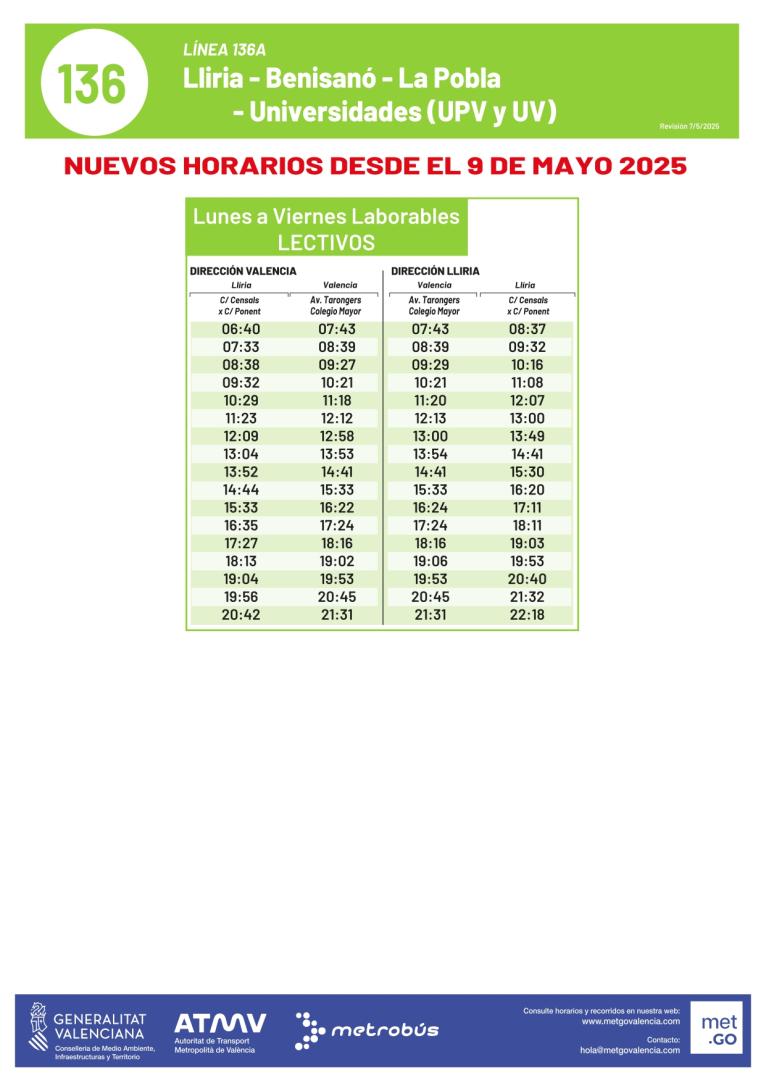 136
LÍNEA 136A
Lliria - Benisanó - La Pobla
- Universidades (UPV y UV)
Revisión 7/5/2025
NUEVOS HORARIOS DESDE EL 9 DE MAYO 2025
Lunes a Viernes Laborables
LECTIVOS
DIRECCIÓN VALENCIA DIRECCIÓN LLIRIA
Lliria Valencia Valencia Lliria
C/ Censals Av. Tarongers Av. Tarongers C/ Censals
x C/ Ponent Colegio Mayor Colegio Mayor x C/ Ponent
06:40 07:43 07:43 08:37
07:33 08:39 08:39 09:32
08:38 09:27 09:29 10:16
09:32 10:21 10:21 11:08
10:29 11:18 11:20 12:07
11:23 12:12 12:13 13:00
12:09 12:58 13:00 13:49
13:04 13:53 13:54 14:41
13:52 14:41 14:41 15:30
14:44 15:33 15:33 16:20
15:33 16:22 16:24 17:11
16:35 17:24 17:24 18:11
17:27 18:16 18:16 19:03
18:13 19:02 19:06 19:53
19:04 19:53 19:53 20:40
19:56 20:45 20:45 21:32
20:42 21:31 21:31 22:18
GENERALITAT
VALENCIANA
Conselleria de Medio Ambiente,
Infraestructuras y Territorio
ATMV
Autoritat de Transport
Metropolità de València
metrobús
Consulte horarios y recorridos en nuestra web:
www.metgovalencia.com
Contacto:
hola@metgovalencia.com
met
.GO